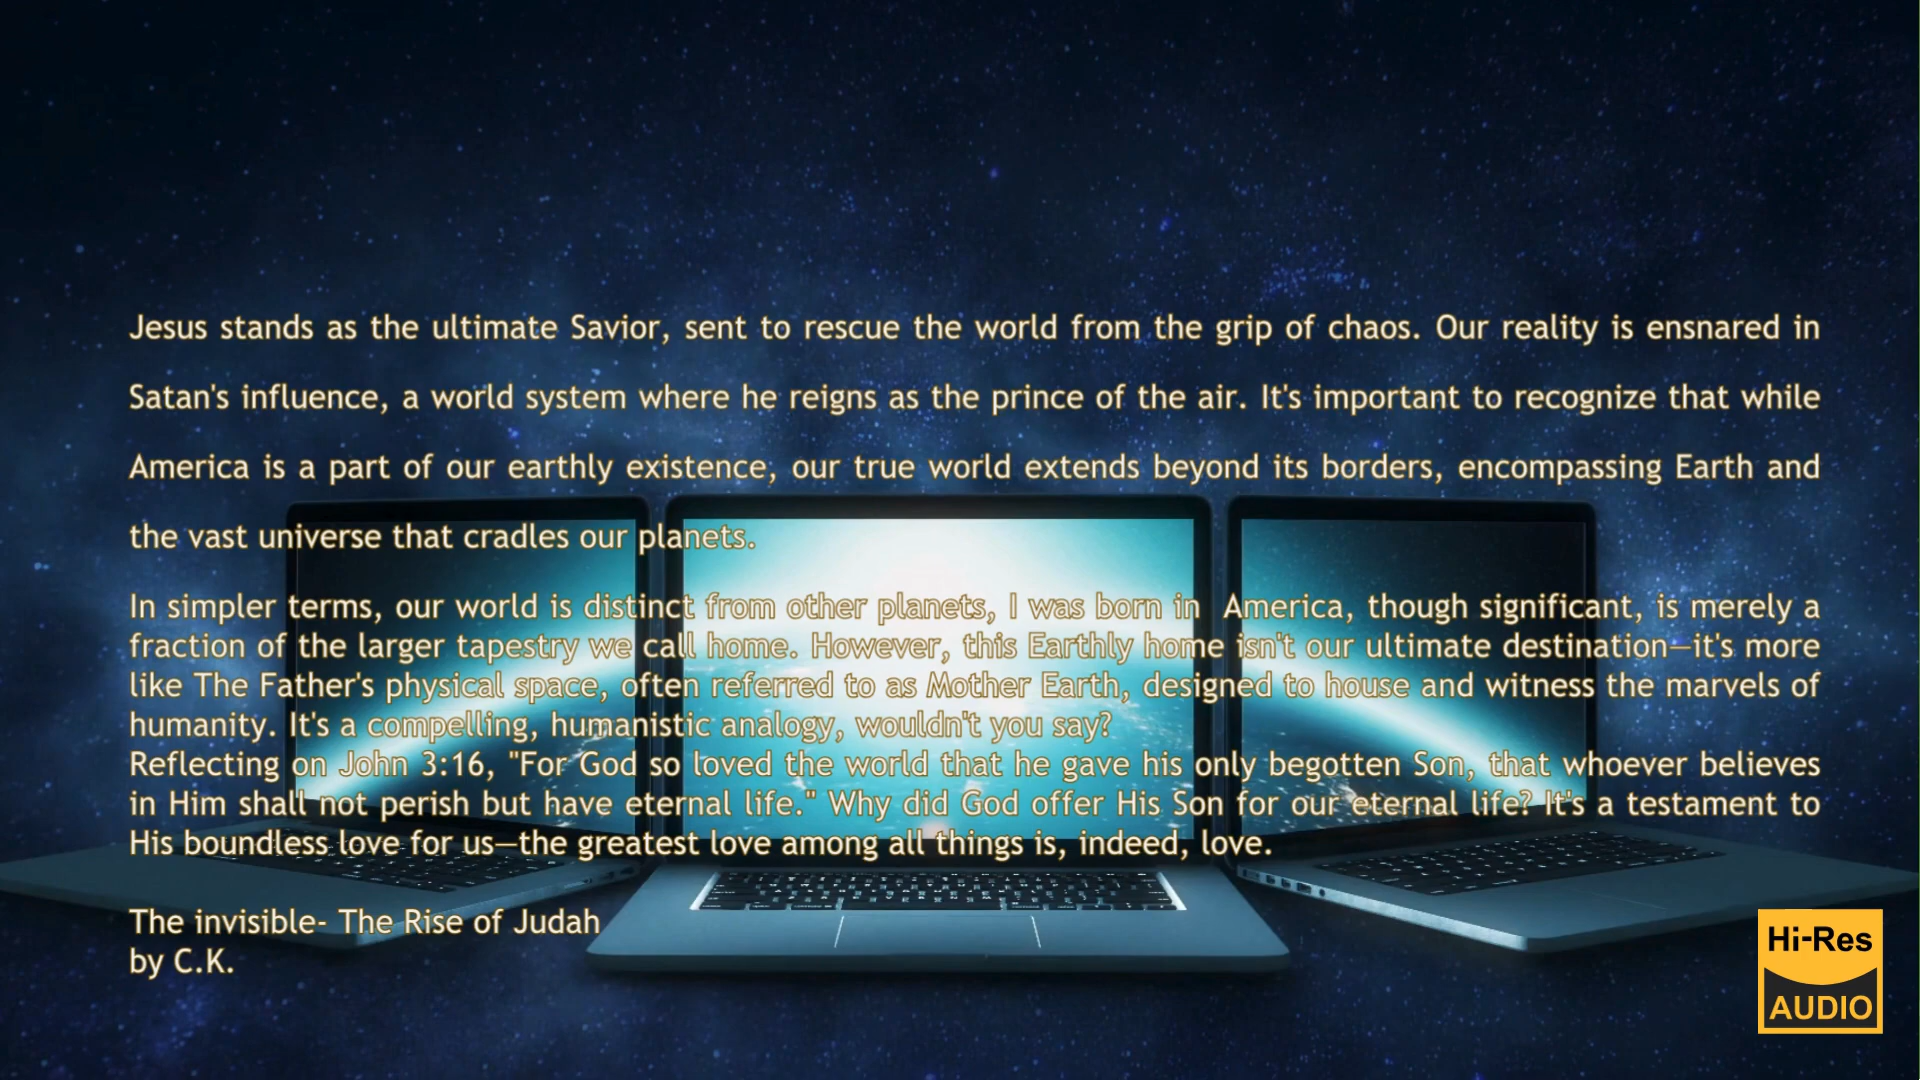 Jesus stands as the ultimate Savior, sent to rescue the world from the grip of chaos. Our reality is ensnared in
Satan's influence, a world system where he reigns as the prince of the air. It's important to recognize that while
America is a part of our earthly existence, our true world extends beyond its borders, encompassing Earth and
the vast universe that cradles our planets.
In simpler terms, our world is distinct from other planets, I was born in America, though significant, is merely a
fraction of the larger tapestry we call home. However, this Earthly home isn't our ultimate destination—it's more
like The Father's physical space, often referred to as Mother Earth, designed to house and witness the marvels of
humanity. It's a compelling, humanistic analogy, wouldn't you say?
Reflecting on John 3:16, "For God so loved the world that he gave his only begotten Son, that whoever believes
in Him shall not perish but have eternal life." Why did God offer His Son for our eternal life? It's a testament to
His boundless love for us—the greatest love among all things is, indeed, love.
The invisible- The Rise of Judah
by C.K.
Hi-Res
AUDIO